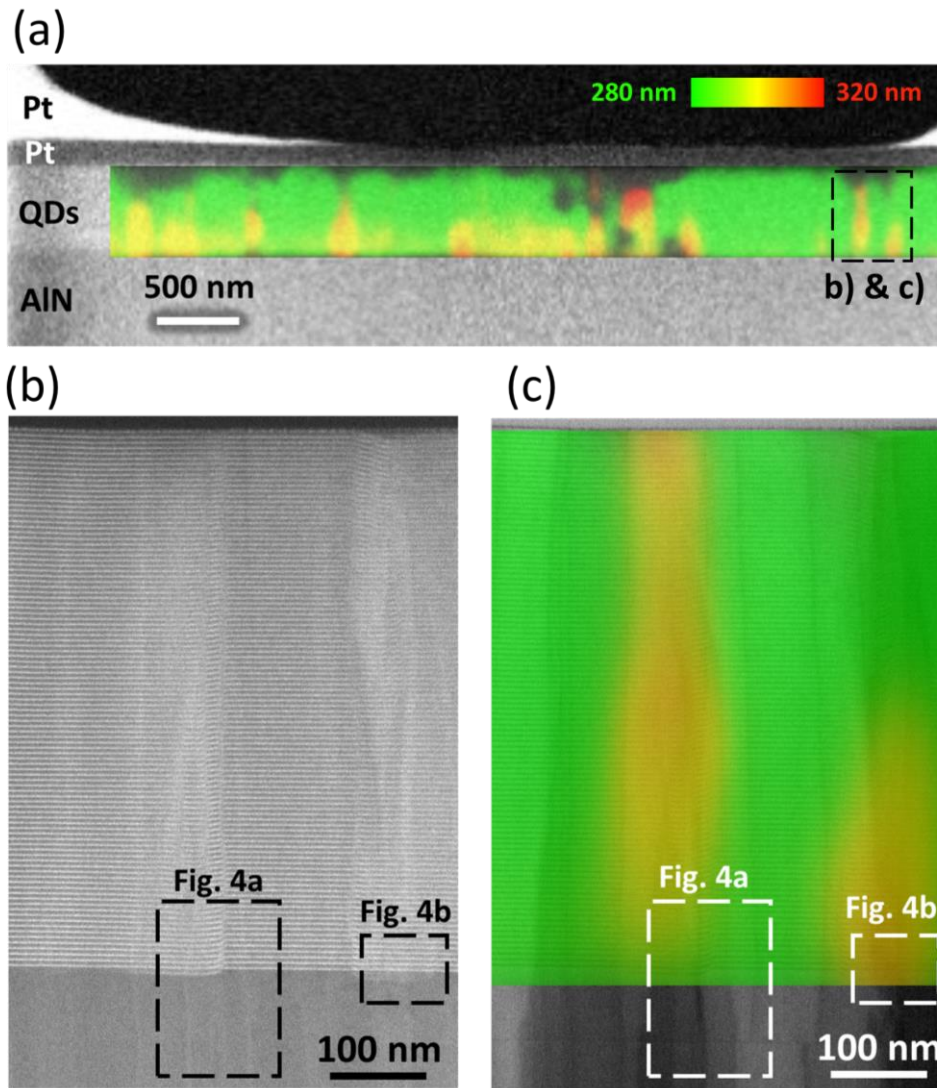 (a)
Pt
280 nm 320 nm
Pt
QDs
AlN
500 nm
b) & c)
(b)
(c)
Fig. 4a
Fig. 4b
100 nm
Fig. 4a
Fig. 4b
100 nm